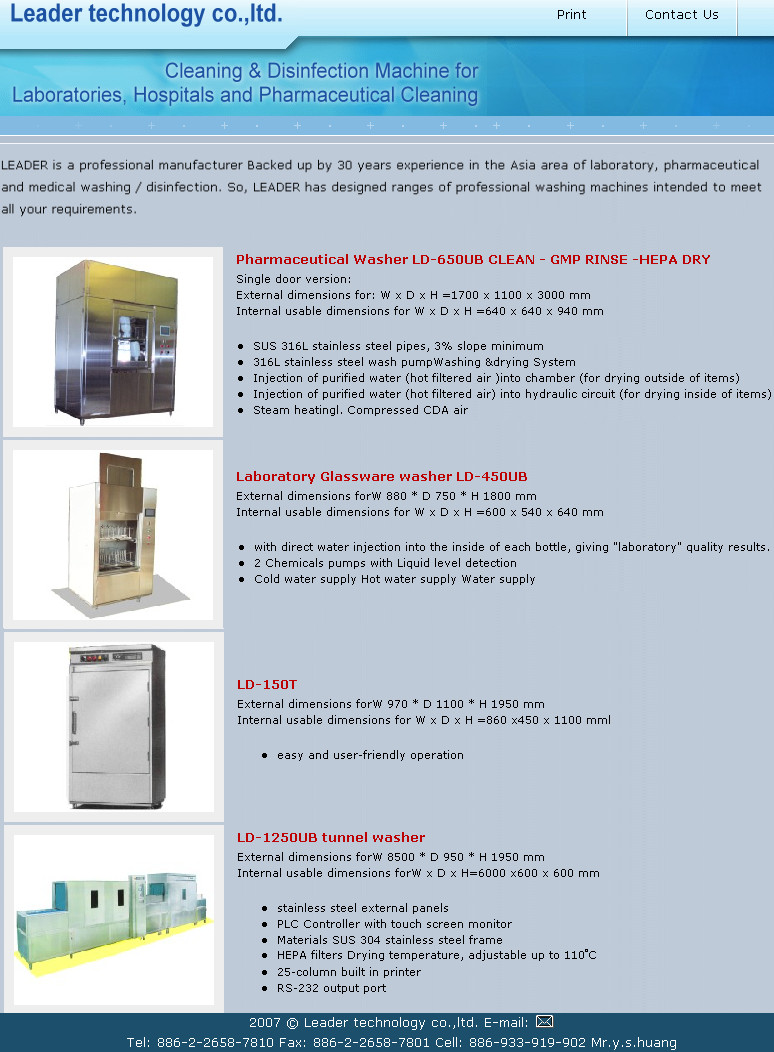 Leader technology co.,ltd.
Print
Contact Us
Cleaning & Disinfection Machine for
Laboratories, Hospitals and Pharmaceutical Cleaning
LEADER is a professional manufacturer Backed up by 30 years experience in the Asia area of laboratory, pharmaceutical
and medical washing / disinfection. So, LEADER has designed ranges of professional washing machines intended to meet
all your requirements.
Pharmaceutical Washer LD-650UB CLEAN - GMP RINSE -HEPA DRY
Single door version:
External dimensions for: W x D x H =1700 x 1100 x 3000 mm
Internal usable dimensions for W x D x H =640 x 640 x 940 mm
● SUS 316L stainless steel pipes, 3% slope minimum
● 316L stainless steel wash pumpWashing &drying System
● Injection of purified water (hot filtered air )into chamber (for drying outside of items)
● Injection of purified water (hot filtered air) into hydraulic circuit (for drying inside of items)
● Steam heatingl. Compressed CDA air
Laboratory Glassware washer LD-450UB
External dimensions forW 880 * D 750 * H 1800 mm
Internal usable dimensions for W x D x H =600 x 540 x 640 mm
● with direct water injection into the inside of each bottle, giving "laboratory" quality results.
● 2 Chemicals pumps with Liquid level detection
● Cold water supply Hot water supply Water supply
LD-150T
External dimensions forW 970 * D 1100 * H 1950 mm
Internal usable dimensions for W x D x H =860 x450 x 1100 mml
● easy and user-friendly operation
LD-1250UB tunnel washer
External dimensions forW 8500 * D 950 * H 1950 mm
Internal usable dimensions forW x D x H=6000 x600 x 600 mm
● stainless steel external panels
● PLC Controller with touch screen monitor
● Materials SUS 304 stainless steel frame
● HEPA filters Drying temperature, adjustable up to 110°C
● 25-column built in printer
● RS-232 output port
2007 © Leader technology co.,ltd. E-mail:
Tel: 886-2-2658-7810 Fax: 886-2-2658-7801 Cell: 886-933-919-902 Mr.y.s.huang